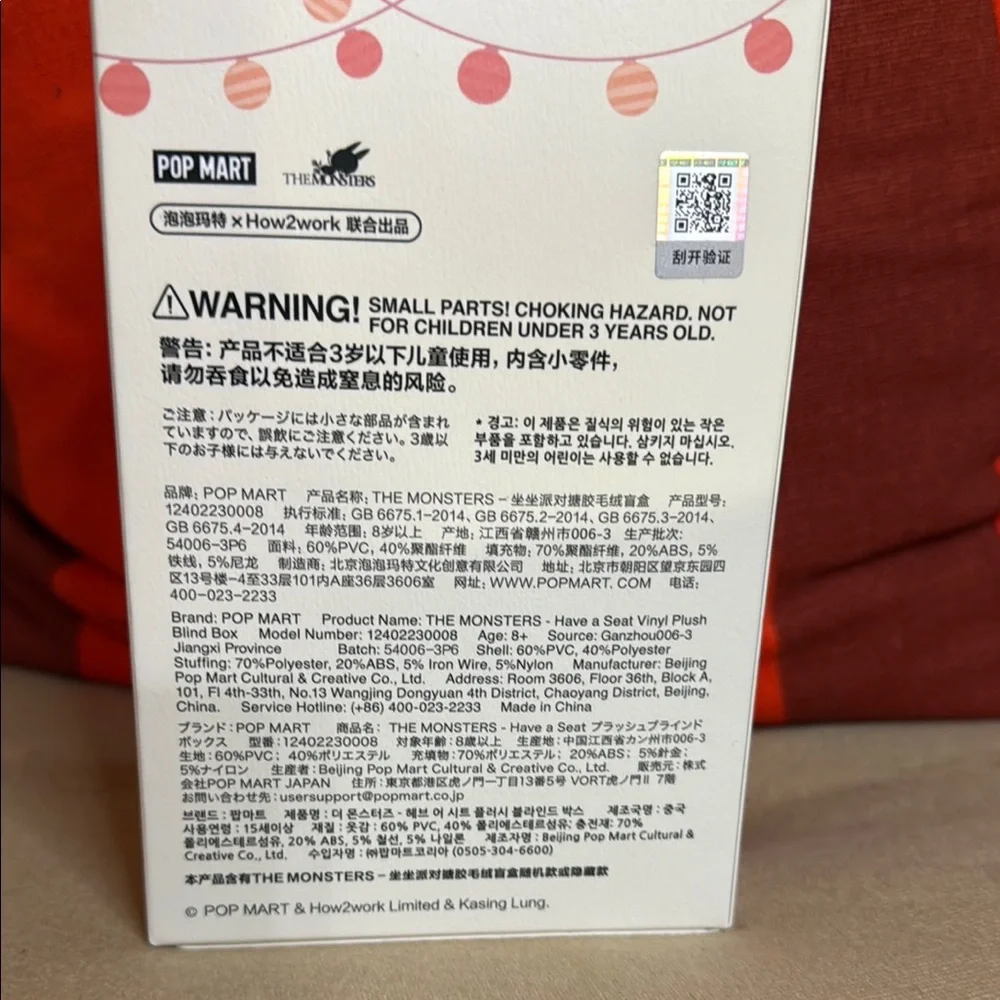 POP MART
THE MONSTERS
泡泡玛特 × How2work 联合出品
刮开验证
WARNING! SMALL PARTS! CHOKING HAZARD. NOT
FOR CHILDREN UNDER 3 YEARS OLD.
警告: 产品不适合3岁以下儿童使用, 内含小零件,
请勿吞食以免造成窒息的风险。
ご注意:パッケージには小さな部品が含まれ
ていますので、誤飲にご注意ください。3歳以
下のお子様には与えないでください。
* 경고: 이 제품은 질식의 위험이 있는 작은
부품을 포함하고 있습니다. 삼키지 마십시오.
3세 미만의 어린이는 사용할 수 없습니다.
品牌: POP MART 产品名称: THE MONSTERS – 坐坐派对搪胶毛绒盲盒 产品型号:
12402230008 执行标准: GB 6675.1–2014、GB 6675.2–2014、GB 6675.3–2014、
GB 6675.4–2014 年龄范围: 8岁以上 产地: 江西省赣州市006-3 生产批次:
54006-3P6 面料: 60%PVC, 40%聚酯纤维 填充物: 70%聚酯纤维, 20%ABS, 5%
铁线, 5%尼龙 制造商: 北京泡泡玛特文化创意有限公司 地址: 北京市朝阳区望京东园四
区13号楼-4至33层101内A座36层3606室 网址: WWW.POPMART. COM 电话:
400-023-2233
Brand: POP MART Product Name: THE MONSTERS - Have a Seat Vinyl Plush
Blind Box Model Number: 12402230008 Age: 8+ Source: Ganzhou006-3
Jiangxi Province Batch: 54006-3P6 Shell: 60%PVC, 40%Polyester
Stuffing: 70%Polyester, 20%ABS, 5% Iron Wire, 5%Nylon Manufacturer: Beijing
Pop Mart Cultural & Creative Co., Ltd. Address: Room 3606, Floor 36th, Block A,
101, Fl 4th-33th, No.13 Wangjing Dongyuan 4th District, Chaoyang District, Beijing,
China. Service Hotline: (+86) 400-023-2233 Made in China
ブランド:POP MART 商品名: THE MONSTERS - Have a Seat プラッシュブラインド
ボックス 型番:12402230008 対象年齢:8歳以上 生産地:中国江西省カン州市006-3
生地:60%PVC; 40%ポリエステル 充填物:70%ポリエステル; 20%ABS; 5%針金;
5%ナイロン 生産者:Beijing Pop Mart Cultural & Creative Co., Ltd. 販売元:株式
会社POP MART JAPAN 住所:東京都港区虎ノ門一丁目13番5号 VORT虎ノ門II 7階
お問い合わせ先:usersupport@popmart.co.jp
브랜드 : 팝마트 제품명 : 더 몬스터즈 - 헤브 어 시트 플러시 블라인드 박스 제조국명 : 중국
사용연령 : 15세이상 재질 : 옷감 : 60% PVC, 40% 폴리에스테르섬유: 충전재: 70%
폴리에스테르섬유, 20% ABS, 5% 철선, 5% 나일론 제조자명 : Beijing Pop Mart Cultural &
Creative Co., Ltd. 수입자명 : ㈜팝마트코리아 (0505-304-6600)
本产品含有THE MONSTERS – 坐坐派对搪胶毛绒盲盒随机款或隐藏款
© POP MART & How2work Limited & Kasing Lung.